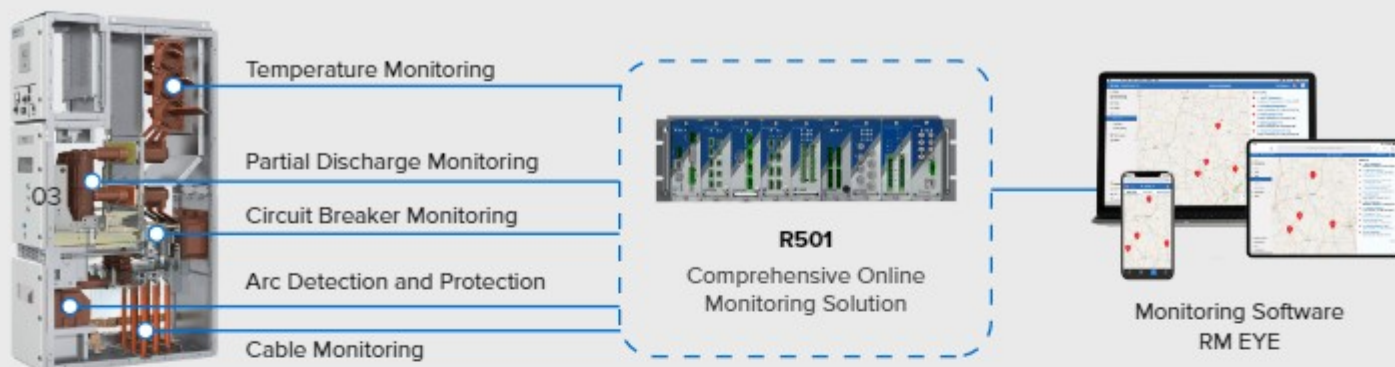 Temperature Monitoring
Partial Discharge Monitoring
03
Circuit Breaker Monitoring
Arc Detection and Protection
Cable Monitoring
R501
Comprehensive Online
Monitoring Solution
Monitoring Software
RM EYE